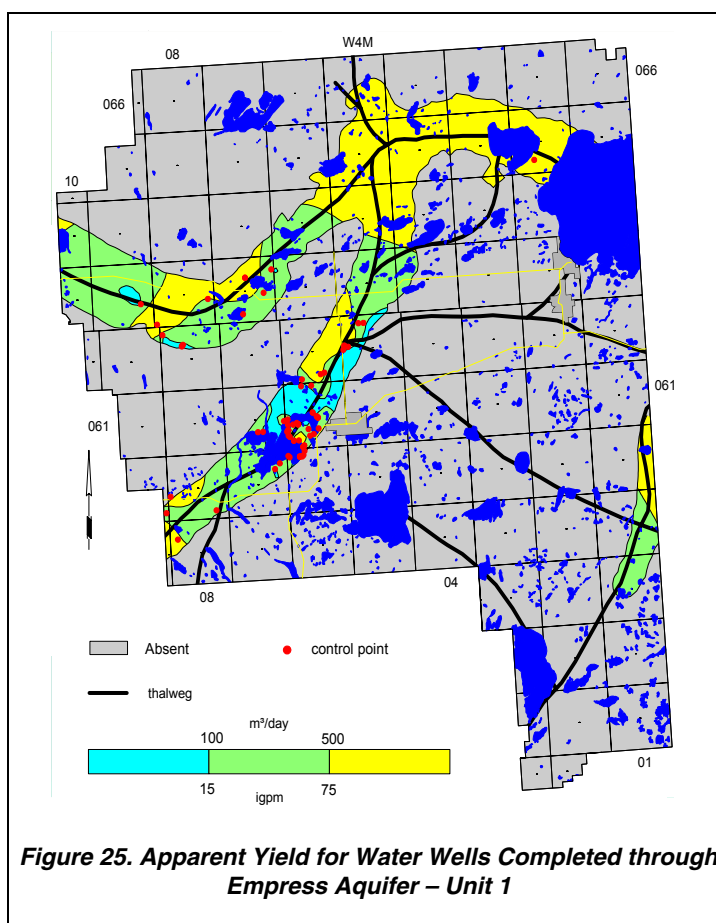 W4M
08
066
066
10
061
061
04
08
Absent
control point
thalweg
m³/day
100
500
15
75
igpm
01
Figure 25. Apparent Yield for Water Wells Completed through
Empress Aquifer – Unit 1